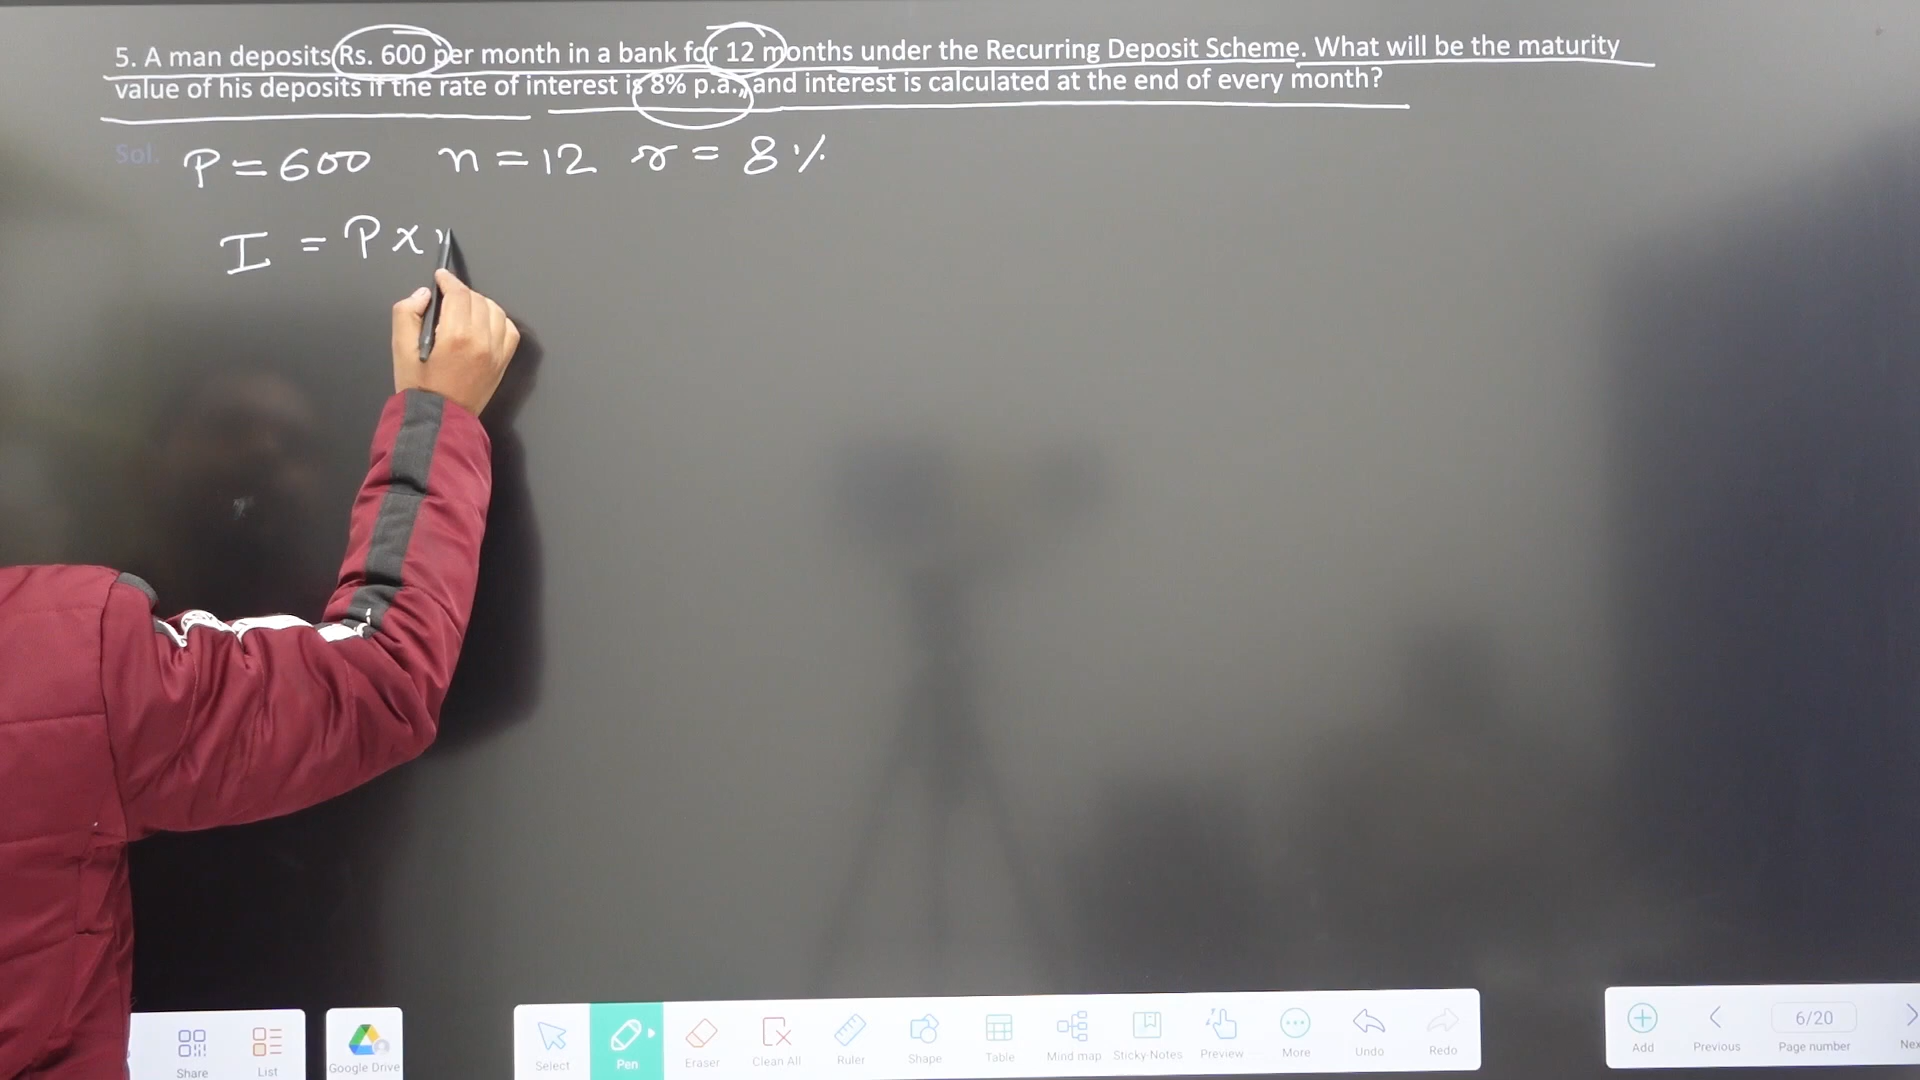 5. A man deposits Rs. 600 per month in a bank for 12 months under the Recurring Deposit Scheme. What will be the maturity
value of his deposits if the rate of interest is 8% p.a., and interest is calculated at the end of every month?
Sol. P = 600 n = 12 r = 8%
I = P ×
Share
List
Google Drive
Select
Pen
Eraser
Clean All
Ruler
Shape
Table
Mind map
Sticky-Notes
Preview
More
Undo
Redo
Add
Previous
6/20
Page number